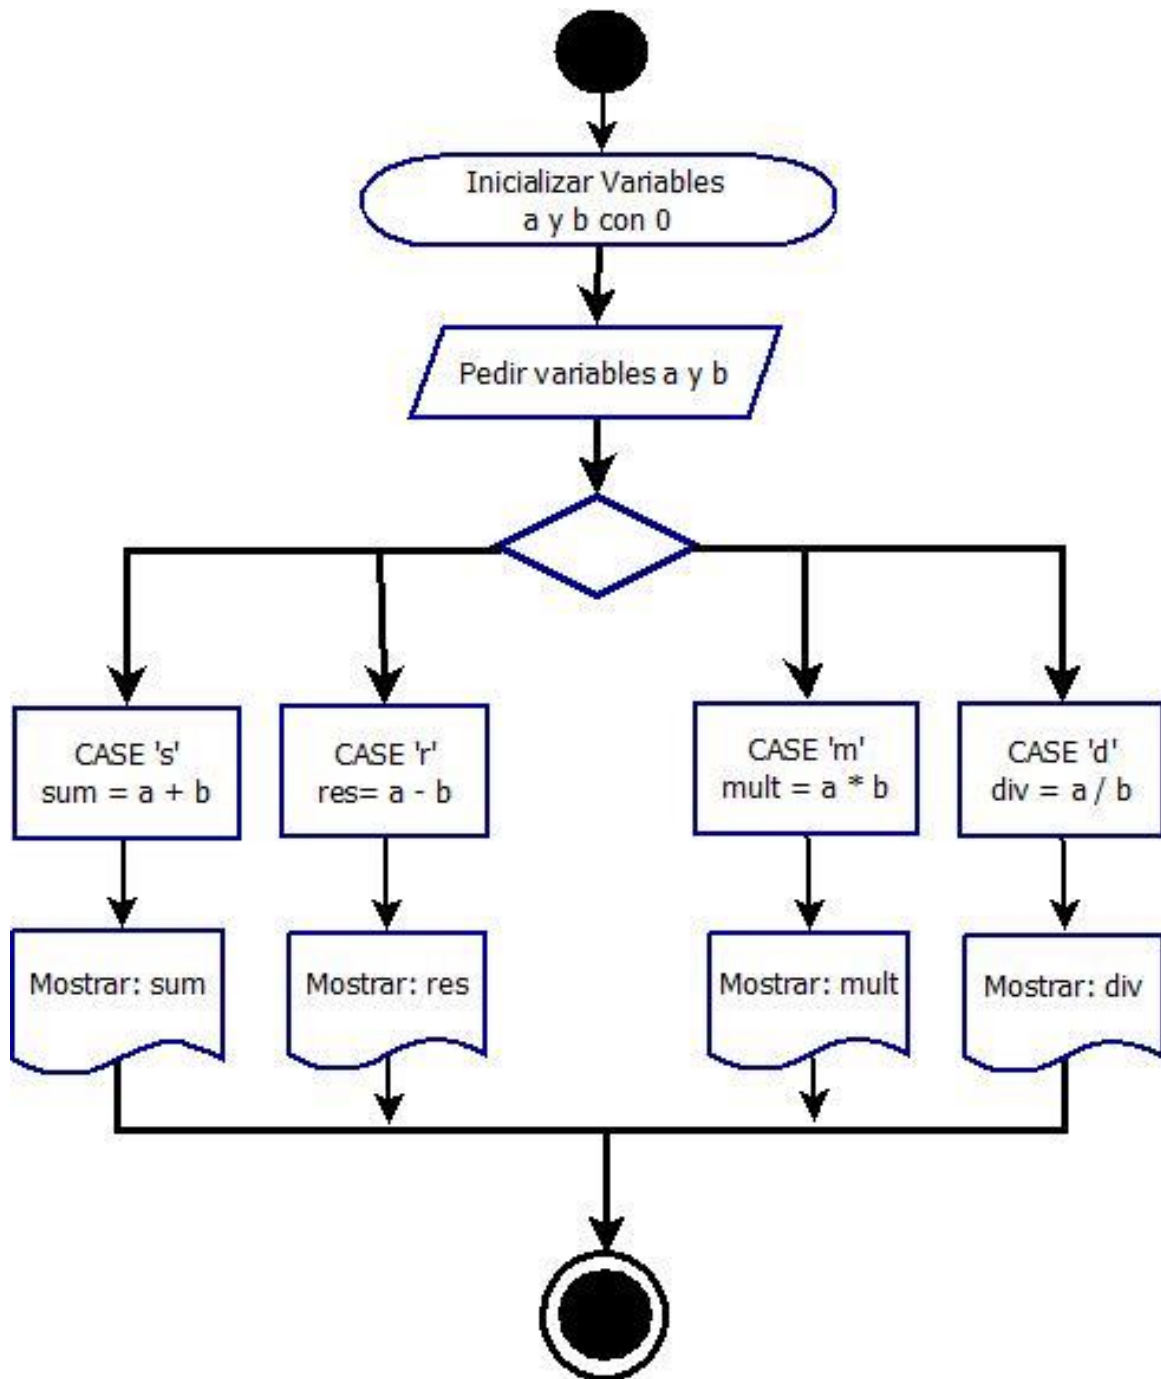 Inicializar Variables
a y b con 0
Pedir variables a y b
CASE 's'
sum = a + b
CASE 'r'
res= a - b
CASE 'm'
mult = a * b
CASE 'd'
div = a / b
Mostrar: sum
Mostrar: res
Mostrar: mult
Mostrar: div